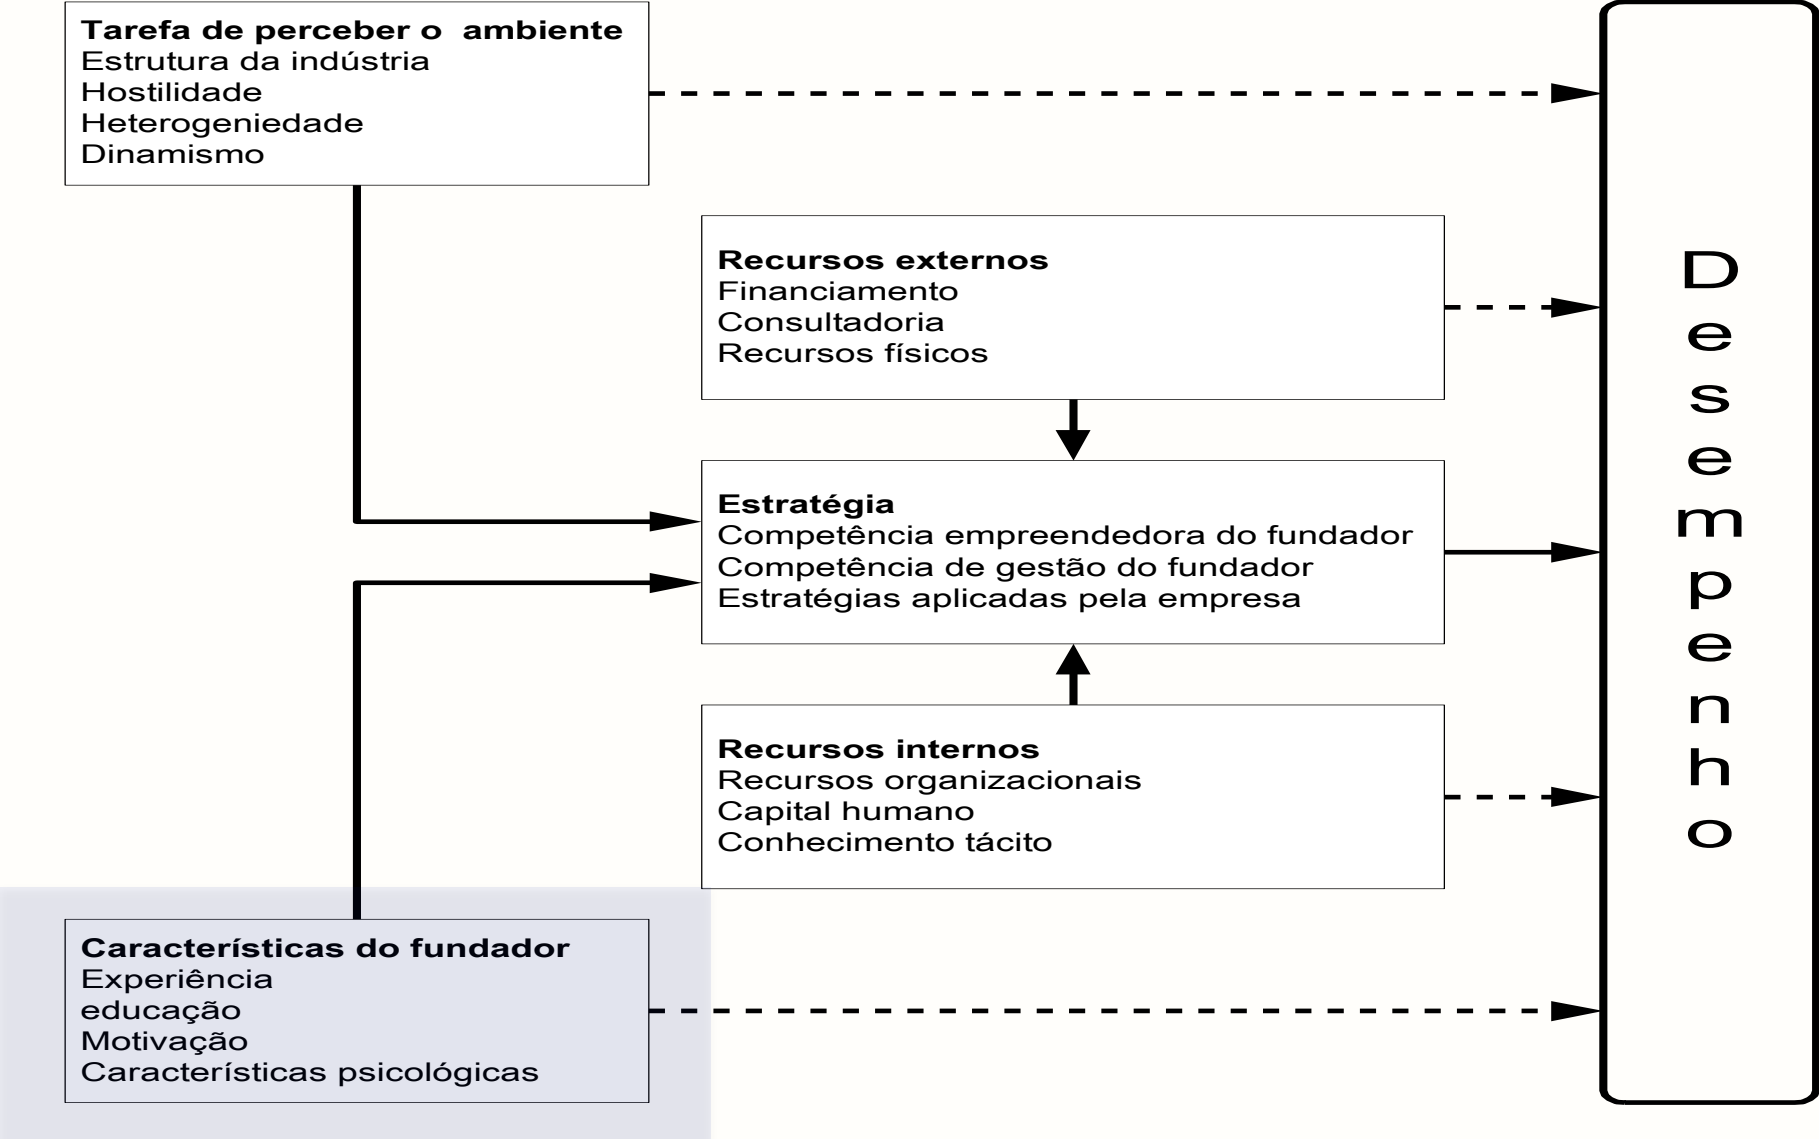 Tarefa de perceber o  ambiente
Estrutura da indústria
Hostilidade
Heterogeniedade
Dinamismo
Recursos externos
Financiamento
Consultadoria
Recursos físicos
Estratégia
Competência empreendedora do fundador
Competência de gestão do fundador
Estratégias aplicadas pela empresa
Recursos internos
Recursos organizacionais
Capital humano
Conhecimento tácito
Características do fundador
Experiência
educação
Motivação
Características psicológicas
Desempenho